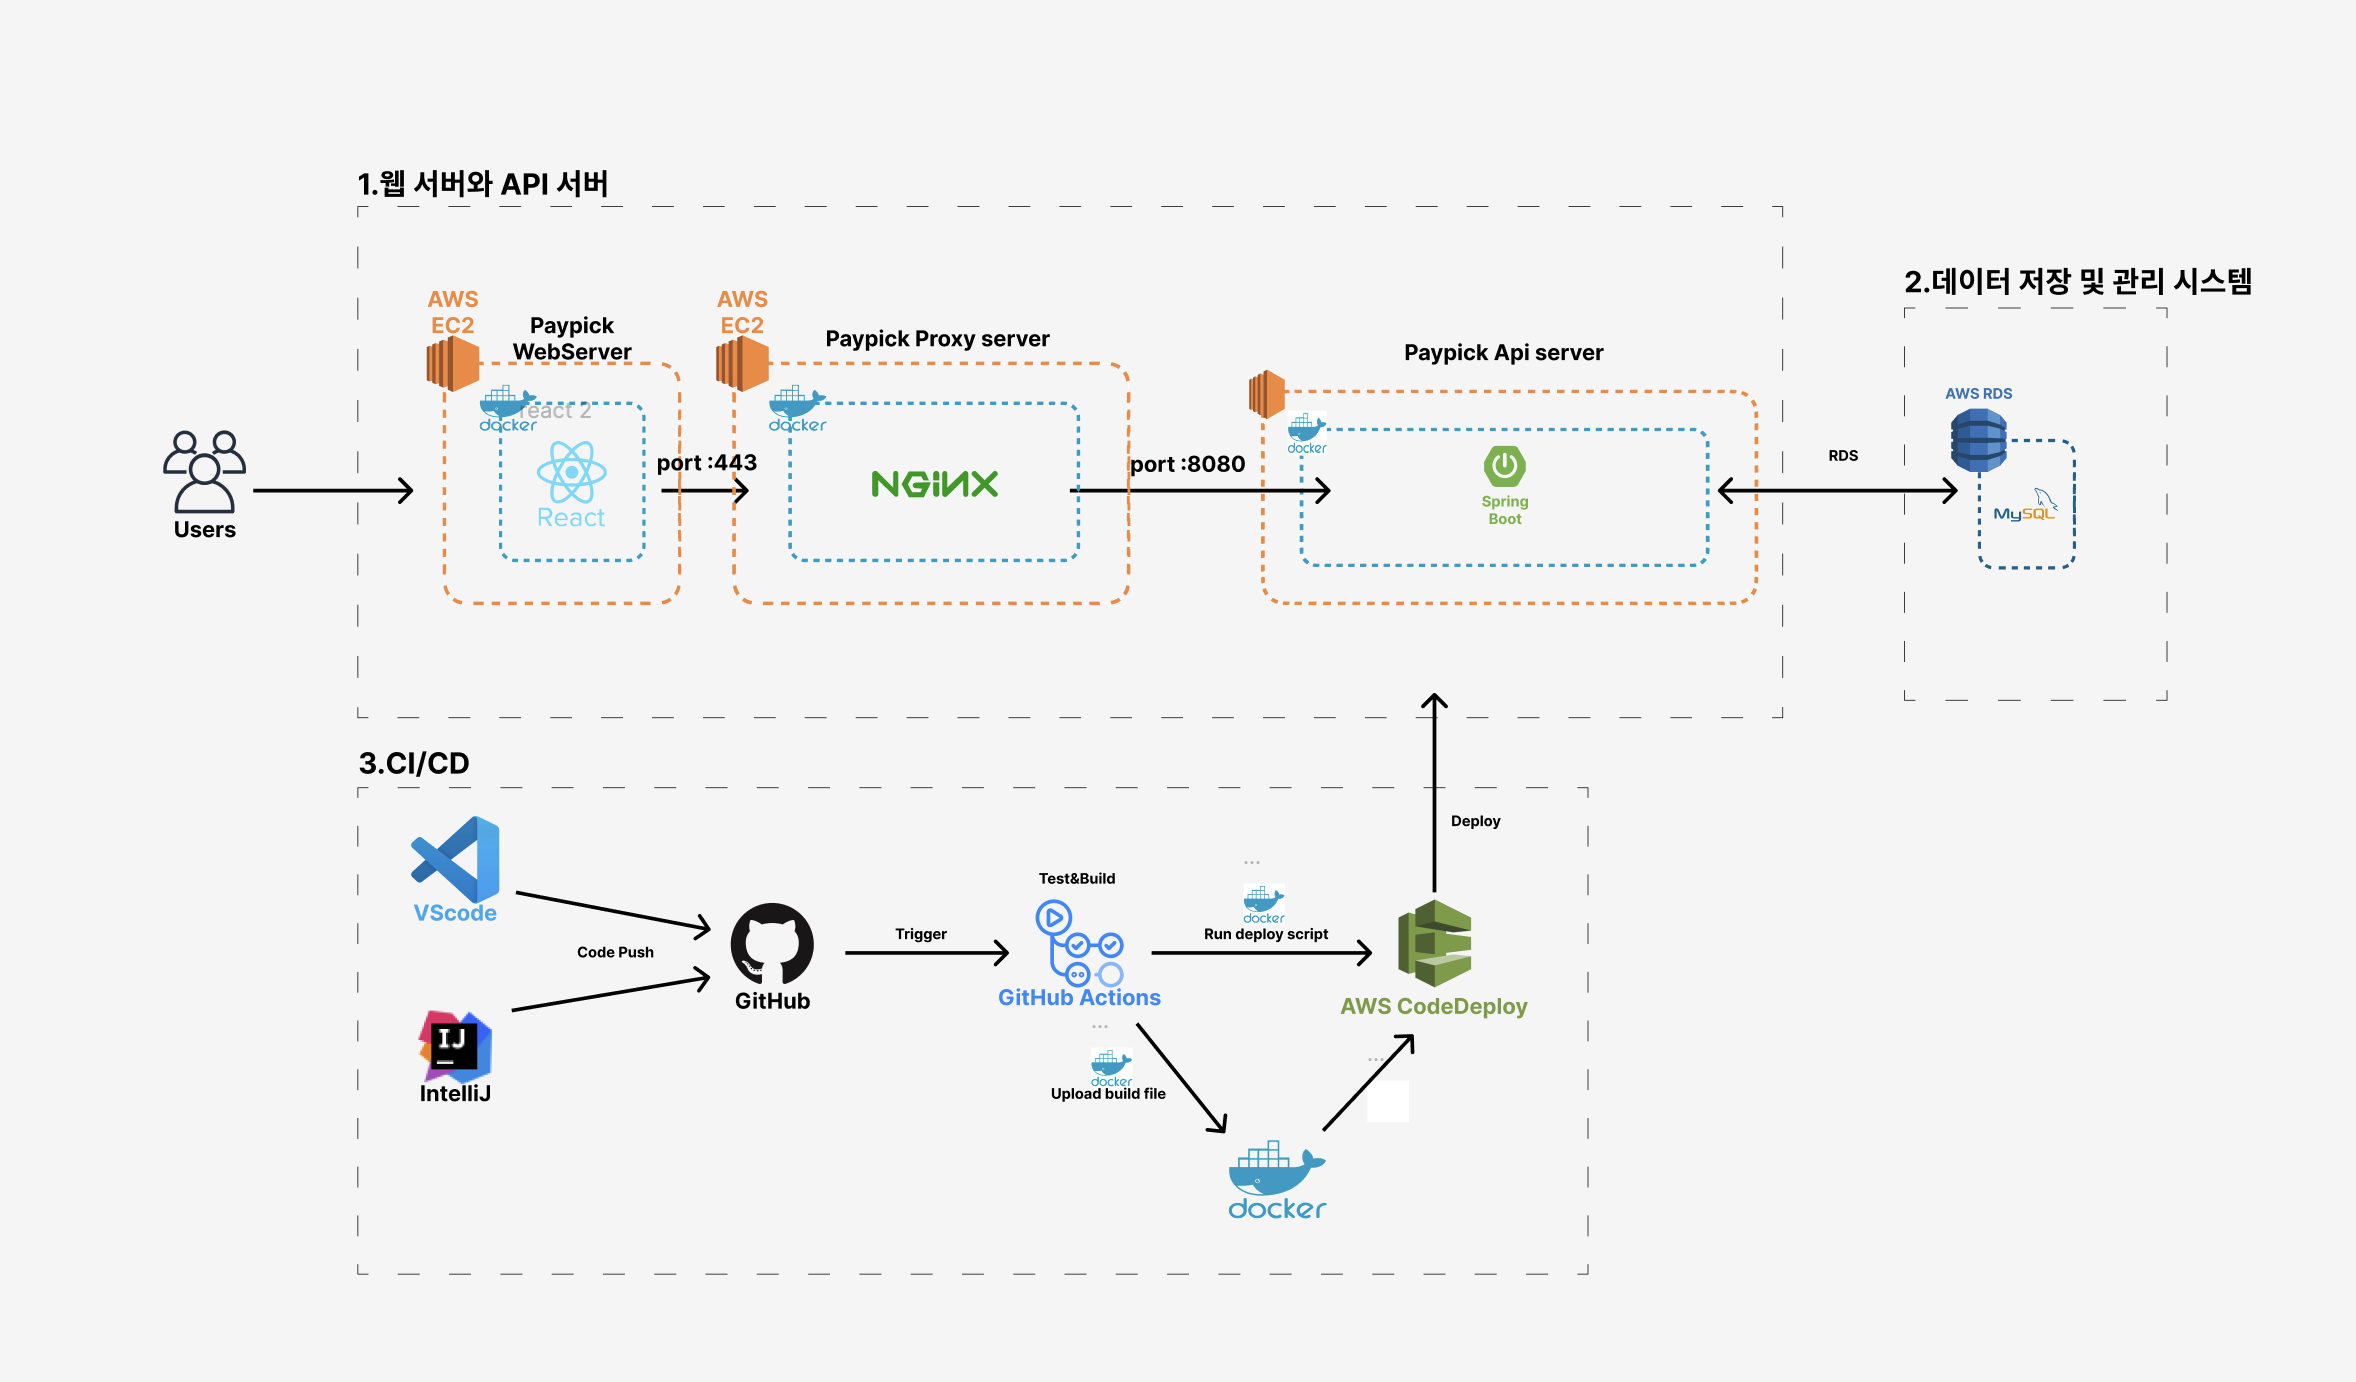 1.웹 서버와 API 서버
AWS
EC2
Paypick
WebServer
docker
react 2
React
port :443
AWS
EC2
Paypick Proxy server
docker
NGiNX
port :8080
Paypick Api server
docker
Spring
Boot
RDS
Users
2.데이터 저장 및 관리 시스템
AWS RDS
MySQL
3.CI/CD
VScode
Code Push
IJ
IntelliJ
GitHub
Trigger
Test&Build
GitHub Actions
...
docker
Run deploy script
Deploy
AWS CodeDeploy
...
docker
Upload build file
...
docker